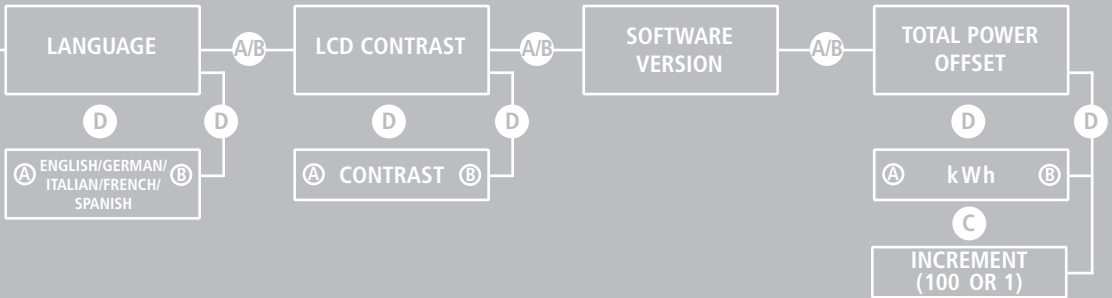 LANGUAGE
A/B
LCD CONTRAST
A/B
SOFTWARE
VERSION
A/B
TOTAL POWER
OFFSET
D
D
D
D
D
D
A
ENGLISH/GERMAN/
ITALIAN/FRENCH/
SPANISH
B
A
CONTRAST
B
A
kWh
B
C
INCREMENT
(100 OR 1)